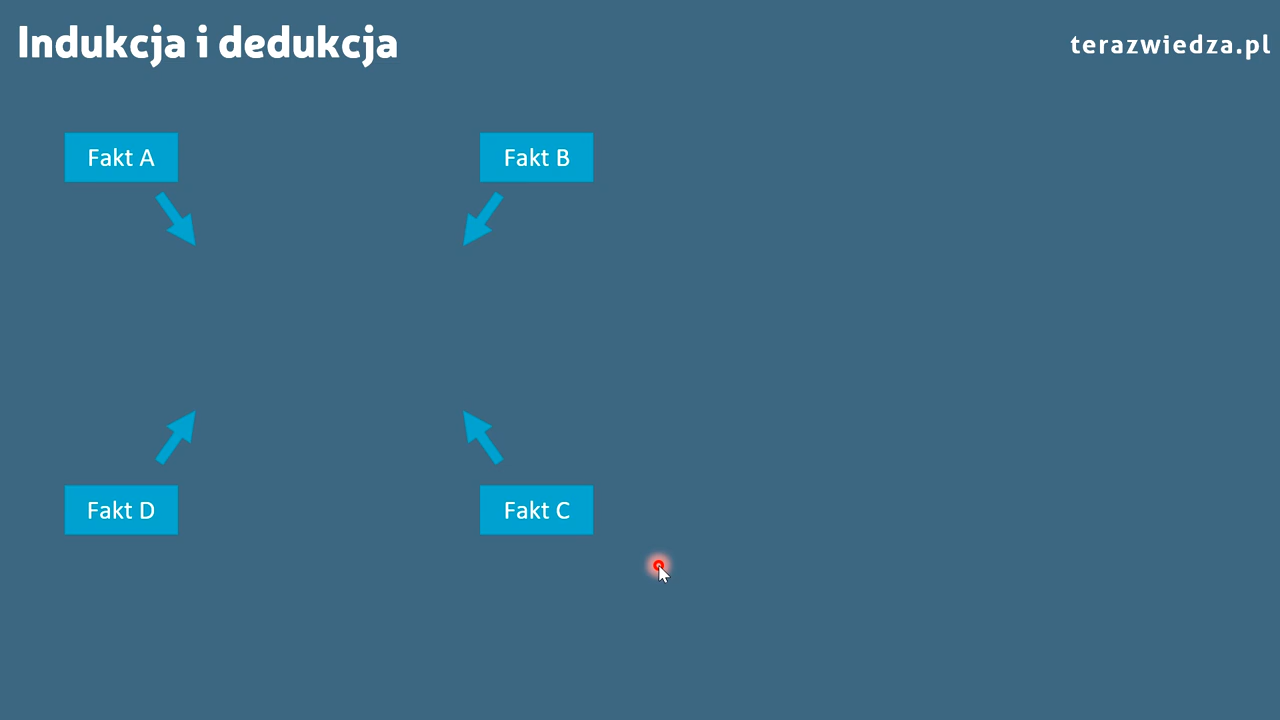 Indukcja i dedukcja
terazwiedza.pl
Fakt A
Fakt B
Fakt D
Fakt C